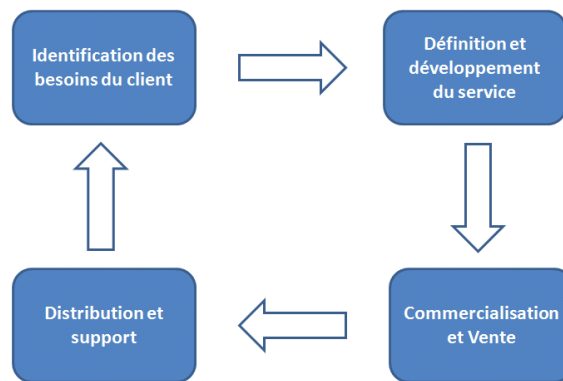 Identification des
besoins du client
Définition et
développement
du service
Distribution et
support
Commercialisation
et Vente